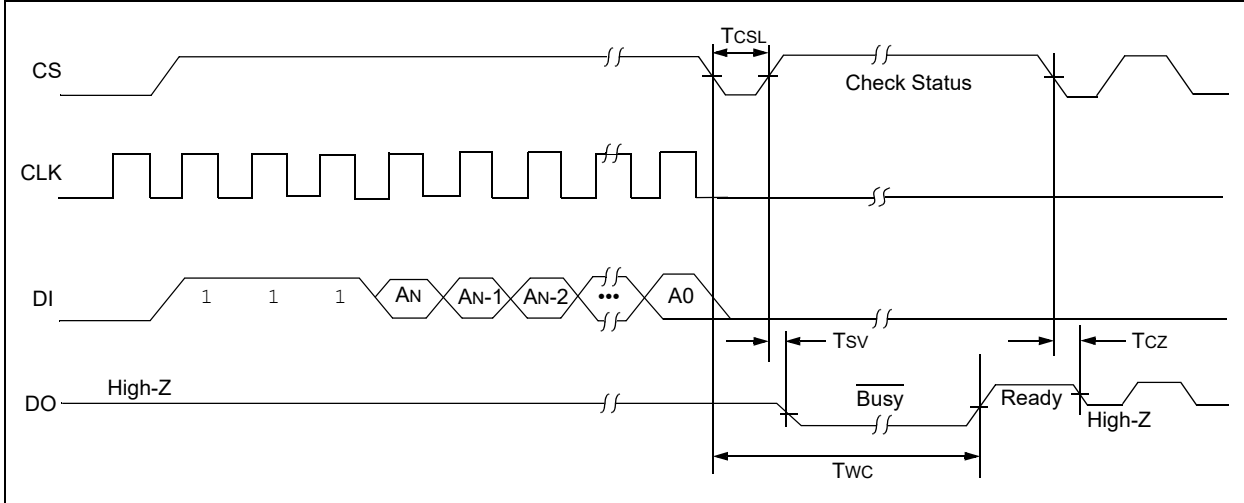 TCSL
CS
Check Status
CLK
DI
1 1 1 AN AN-1 AN-2 ••• A0
TSV
TCZ
High-Z
DO
Busy
Ready
High-Z
TWC